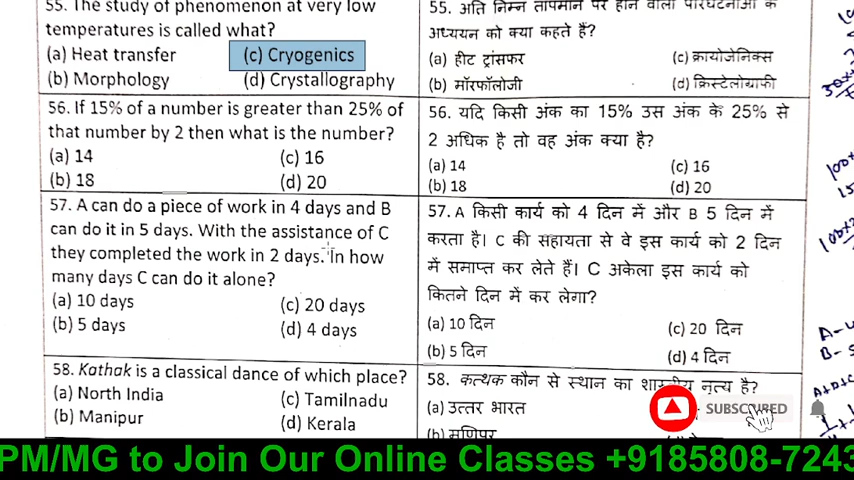 55. The study of phenomenon at very low
temperatures is called what?
(a) Heat transfer (c) Cryogenics
(b) Morphology (d) Crystallography
56. If 15% of a number is greater than 25% of
that number by 2 then what is the number?
(a) 14 (c) 16
(b) 18 (d) 20
57. A can do a piece of work in 4 days and B
can do it in 5 days. With the assistance of C
they completed the work in 2 days. In how
many days C can do it alone?
(a) 10 days (c) 20 days
(b) 5 days (d) 4 days
58. Kathak is a classical dance of which place?
(a) North India (c) Tamilnadu
(b) Manipur (d) Kerala
55. अति निम्न तापमान पर होने वाली परिघटनाओं के
अध्ययन को क्या कहते हैं?
(a) हीट ट्रांसफर (c) क्रायोजेनिक्स
(b) मॉरफॉलोजी (d) क्रिस्टेलोग्राफी
56. यदि किसी अंक का 15% उस अंक के 25% से
2 अधिक है तो वह अंक क्या है?
(a) 14 (c) 16
(b) 18 (d) 20
57. A किसी कार्य को 4 दिन में और B 5 दिन में
करता है। C की सहायता से वे इस कार्य को 2 दिन
में समाप्त कर लेते हैं। C अकेला इस कार्य को
कितने दिन में कर लेगा?
(a) 10 दिन (c) 20 दिन
(b) 5 दिन (d) 4 दिन
58. कत्थक कौन से स्थान का शास्त्रीय नृत्य है?
(a) उत्तर भारत
(b) मणिपुर
SUBSCRIBED
PM/MG to Join Our Online Classes +9185808-7243